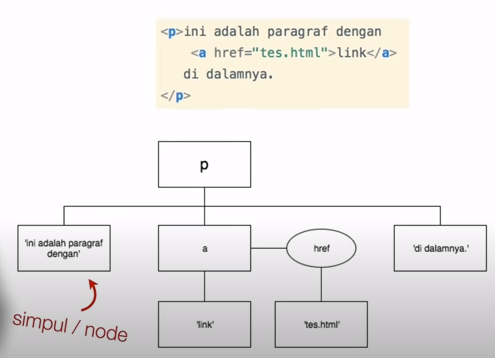 <p>ini adalah paragraf dengan
<a href="tes.html">link</a>
di dalamnya.
</p>
p
'ini adalah paragraf
dengan'
a
href
'di dalamnya.'
simpul / node
'link'
'tes.html'